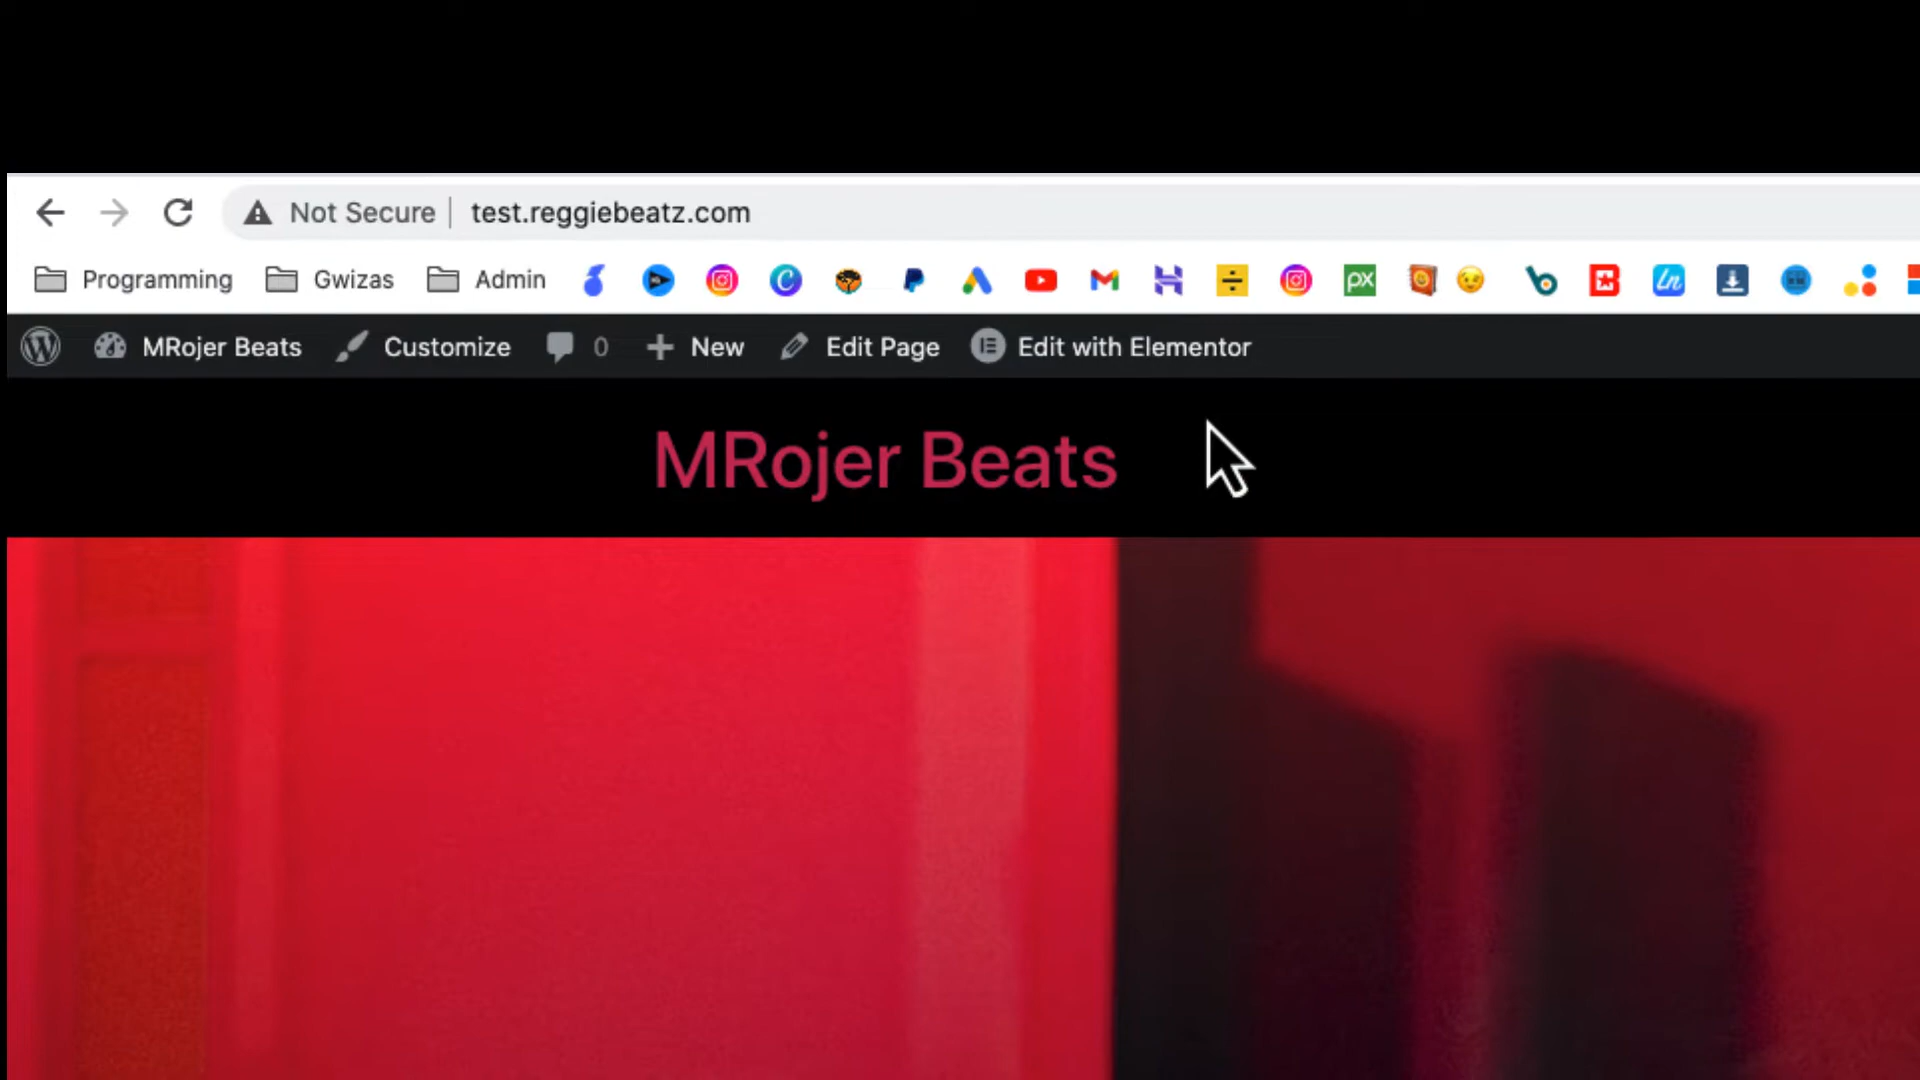 Not Secure | test.reggiebeatz.com
Programming Gwizas Admin
MRojer Beats Customize 0 New Edit Page Edit with Elementor
MRojer Beats